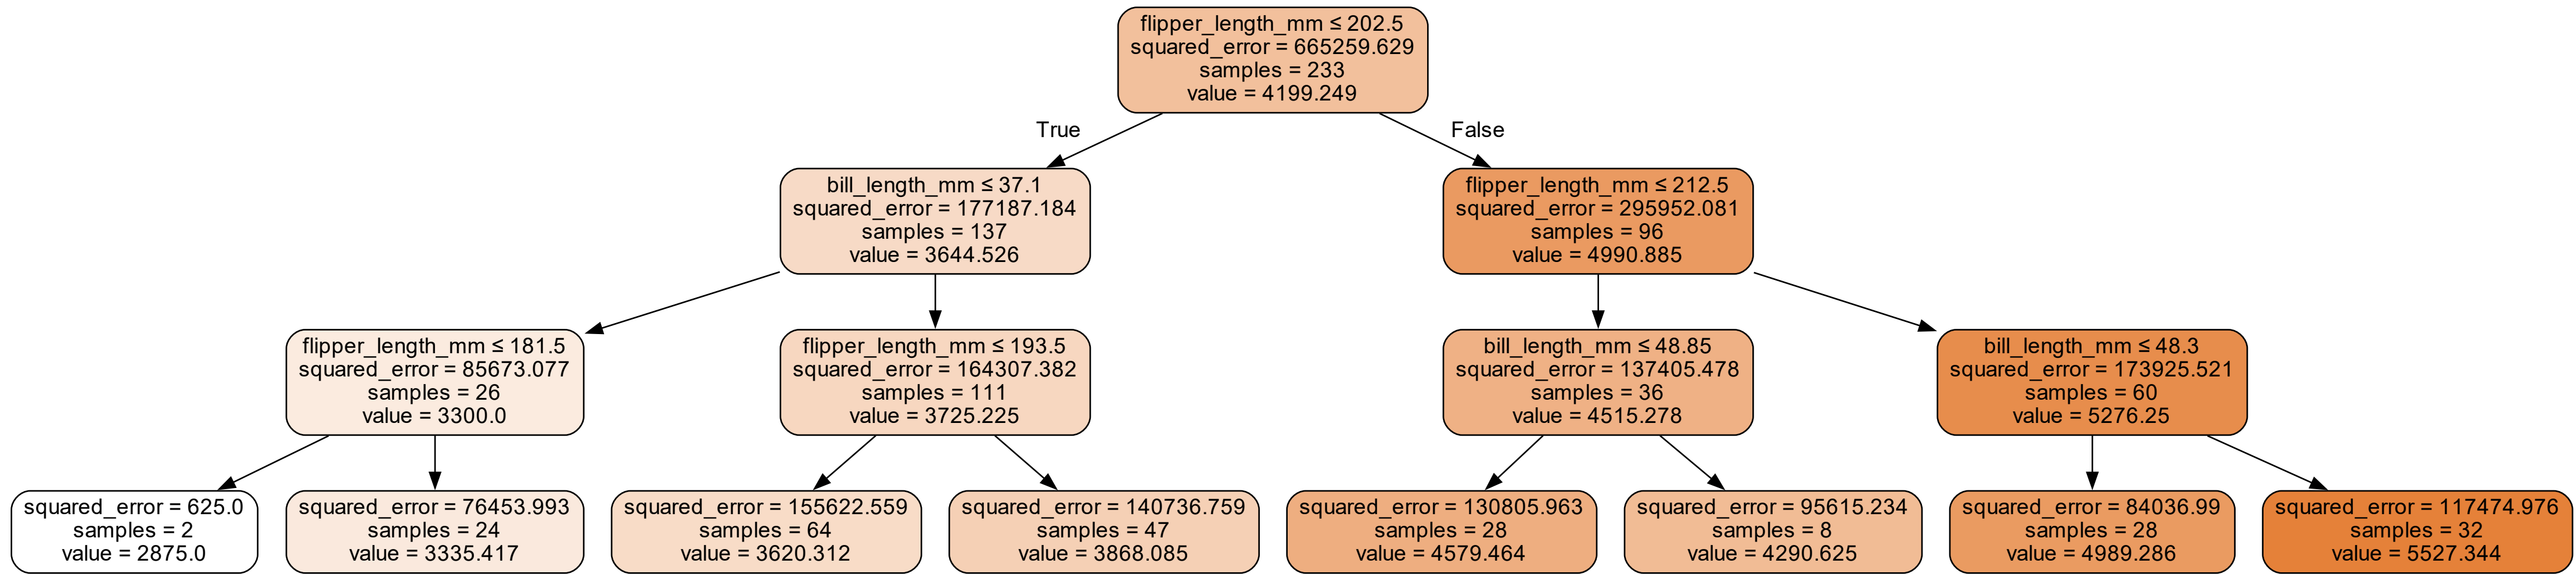 flipper_length_mm ≤ 202.5
squared_error = 665259.629
samples = 233
value = 4199.249
True
False
bill_length_mm ≤ 37.1
squared_error = 177187.184
samples = 137
value = 3644.526
flipper_length_mm ≤ 212.5
squared_error = 295952.081
samples = 96
value = 4990.885
flipper_length_mm ≤ 181.5
squared_error = 85673.077
samples = 26
value = 3300.0
flipper_length_mm ≤ 193.5
squared_error = 164307.382
samples = 111
value = 3725.225
bill_length_mm ≤ 48.85
squared_error = 137405.478
samples = 36
value = 4515.278
bill_length_mm ≤ 48.3
squared_error = 173925.521
samples = 60
value = 5276.25
squared_error = 625.0
samples = 2
value = 2875.0
squared_error = 76453.993
samples = 24
value = 3335.417
squared_error = 155622.559
samples = 64
value = 3620.312
squared_error = 140736.759
samples = 47
value = 3868.085
squared_error = 130805.963
samples = 28
value = 4579.464
squared_error = 95615.234
samples = 8
value = 4290.625
squared_error = 84036.99
samples = 28
value = 4989.286
squared_error = 117474.976
samples = 32
value = 5527.344